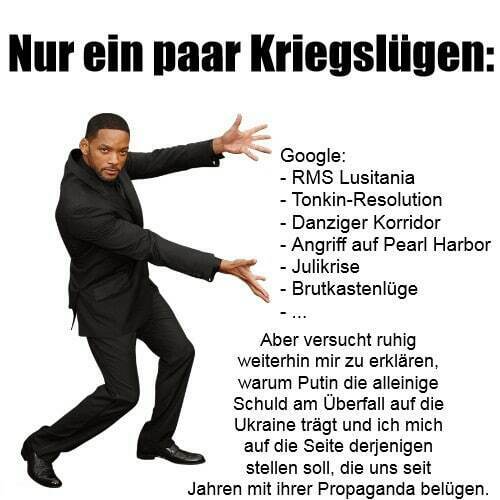 Nur ein paar Kriegslügen:
Google:
- RMS Lusitania
- Tonkin-Resolution
- Danziger Korridor
- Angriff auf Pearl Harbor
- Julikrise
- Brutkastenlüge
- ...
Aber versucht ruhig
weiterhin mir zu erklären,
warum Putin die alleinige
Schuld am Überfall auf die
Ukraine trägt und ich mich
auf die Seite derjenigen
stellen soll, die uns seit
Jahren mit ihrer Propaganda belügen.